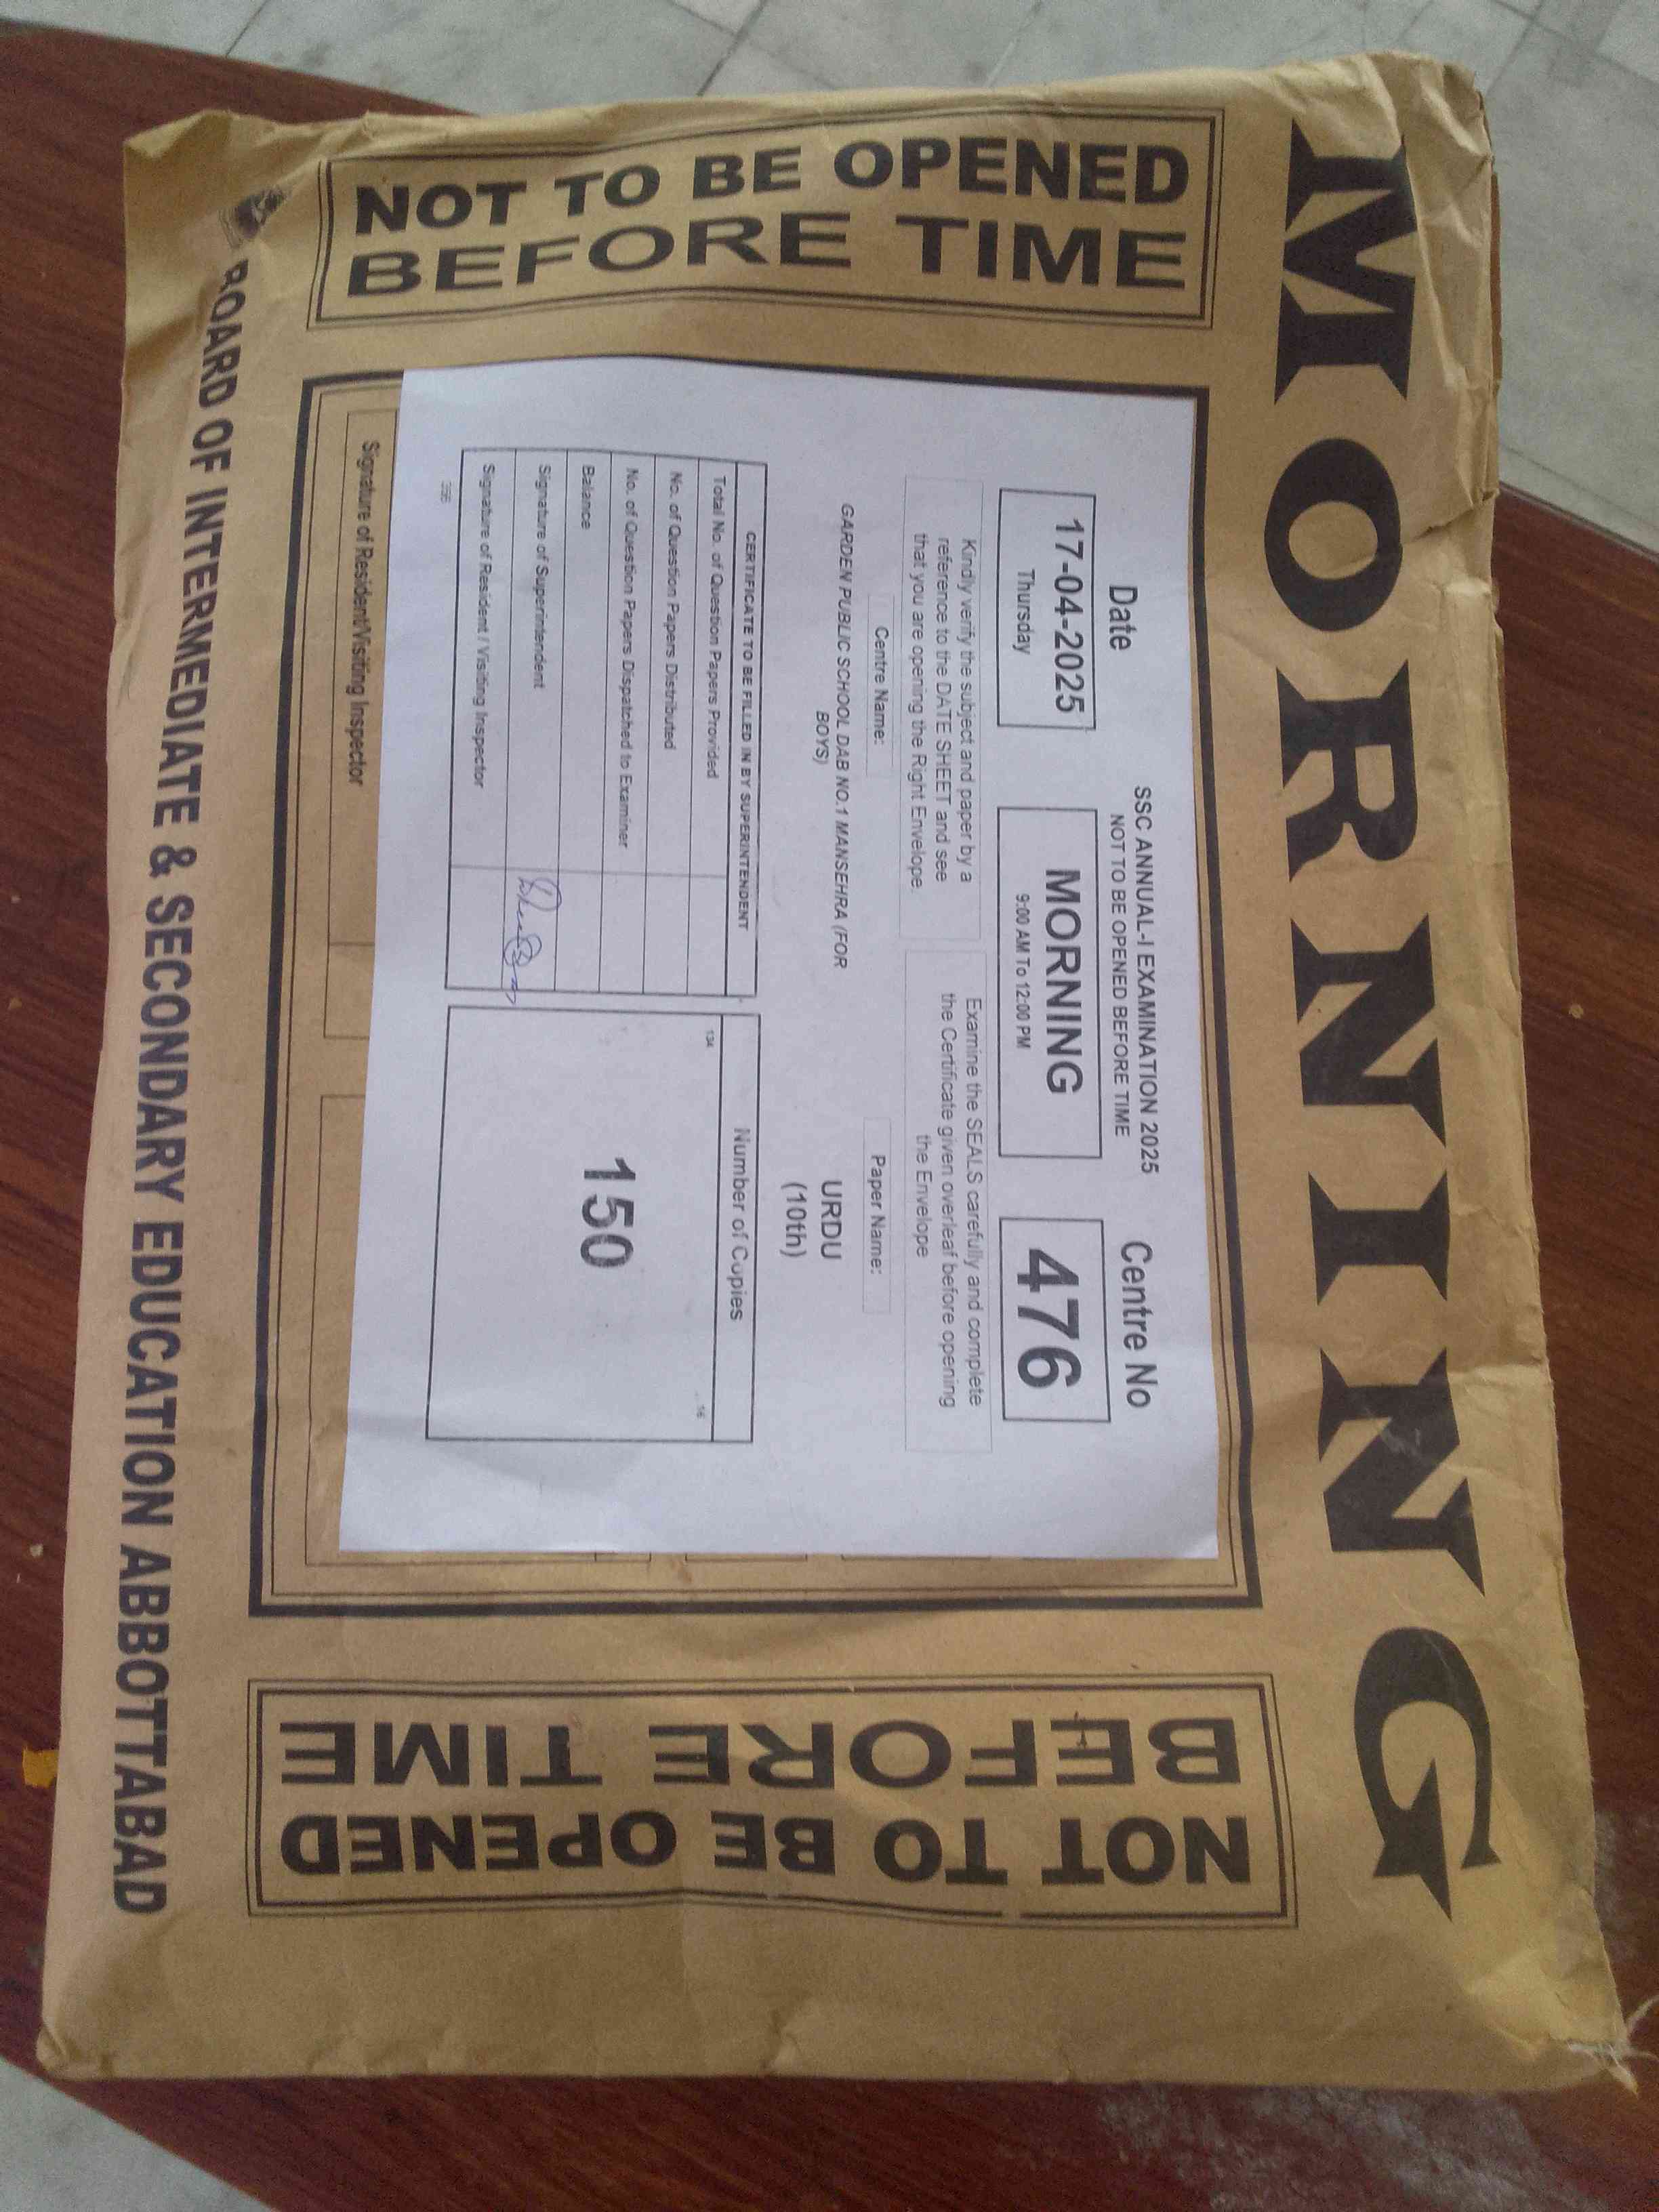 MORNING
NOT TO BE OPENED
BEFORE TIME
Date
17-04-2025
Thursday
SSC ANNUAL-I EXAMINATION 2025
NOT TO BE OPENED BEFORE TIME
MORNING
9:00 AM To 12:00 PM
Centre No
476
Kindly verify the subject and paper by a
reference to the DATE SHEET and see
that you are opening the Right Envelope.
Examine the SEALS carefully and complete
the Certificate given overleaf before opening
the Envelope
Centre Name:
GARDEN PUBLIC SCHOOL DAB NO.1 MANSEHRA (FOR
BOYS)
Paper Name:
URDU
(10th)
CERTIFICATE TO BE FILLED IN BY SUPERINTENDENT
Total No. of Question Papers Provided
No. of Question Papers Distributed
No. of Question Papers Dispatched to Examiner
Balance
Signature of Superintendent
Signature of Resident / Visiting Inspector
Number of Copies
134
16
150
Signature of Resident/Visiting Inspector
NOT TO BE OPENED
BEFORE TIME
BOARD OF INTERMEDIATE & SECONDARY EDUCATION ABBOTTABAD